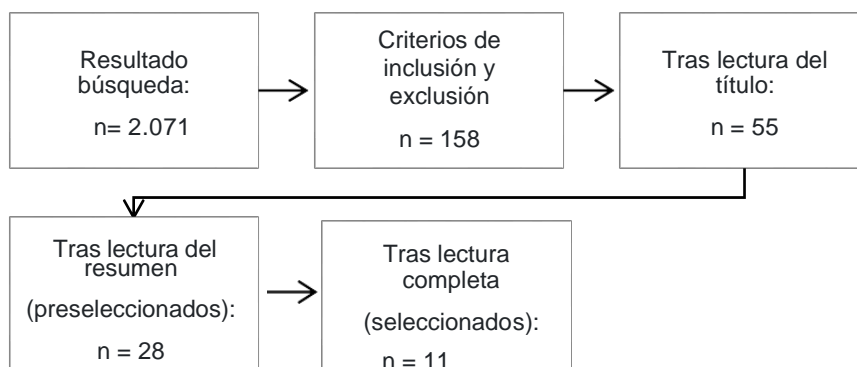 Resultado
búsqueda:
n= 2.071
Criterios de
inclusión y
exclusión
n = 158
Tras lectura del
título:
n = 55
Tras lectura del
resumen
(preseleccionados):
n = 28
Tras lectura
completa
(seleccionados):
n = 11